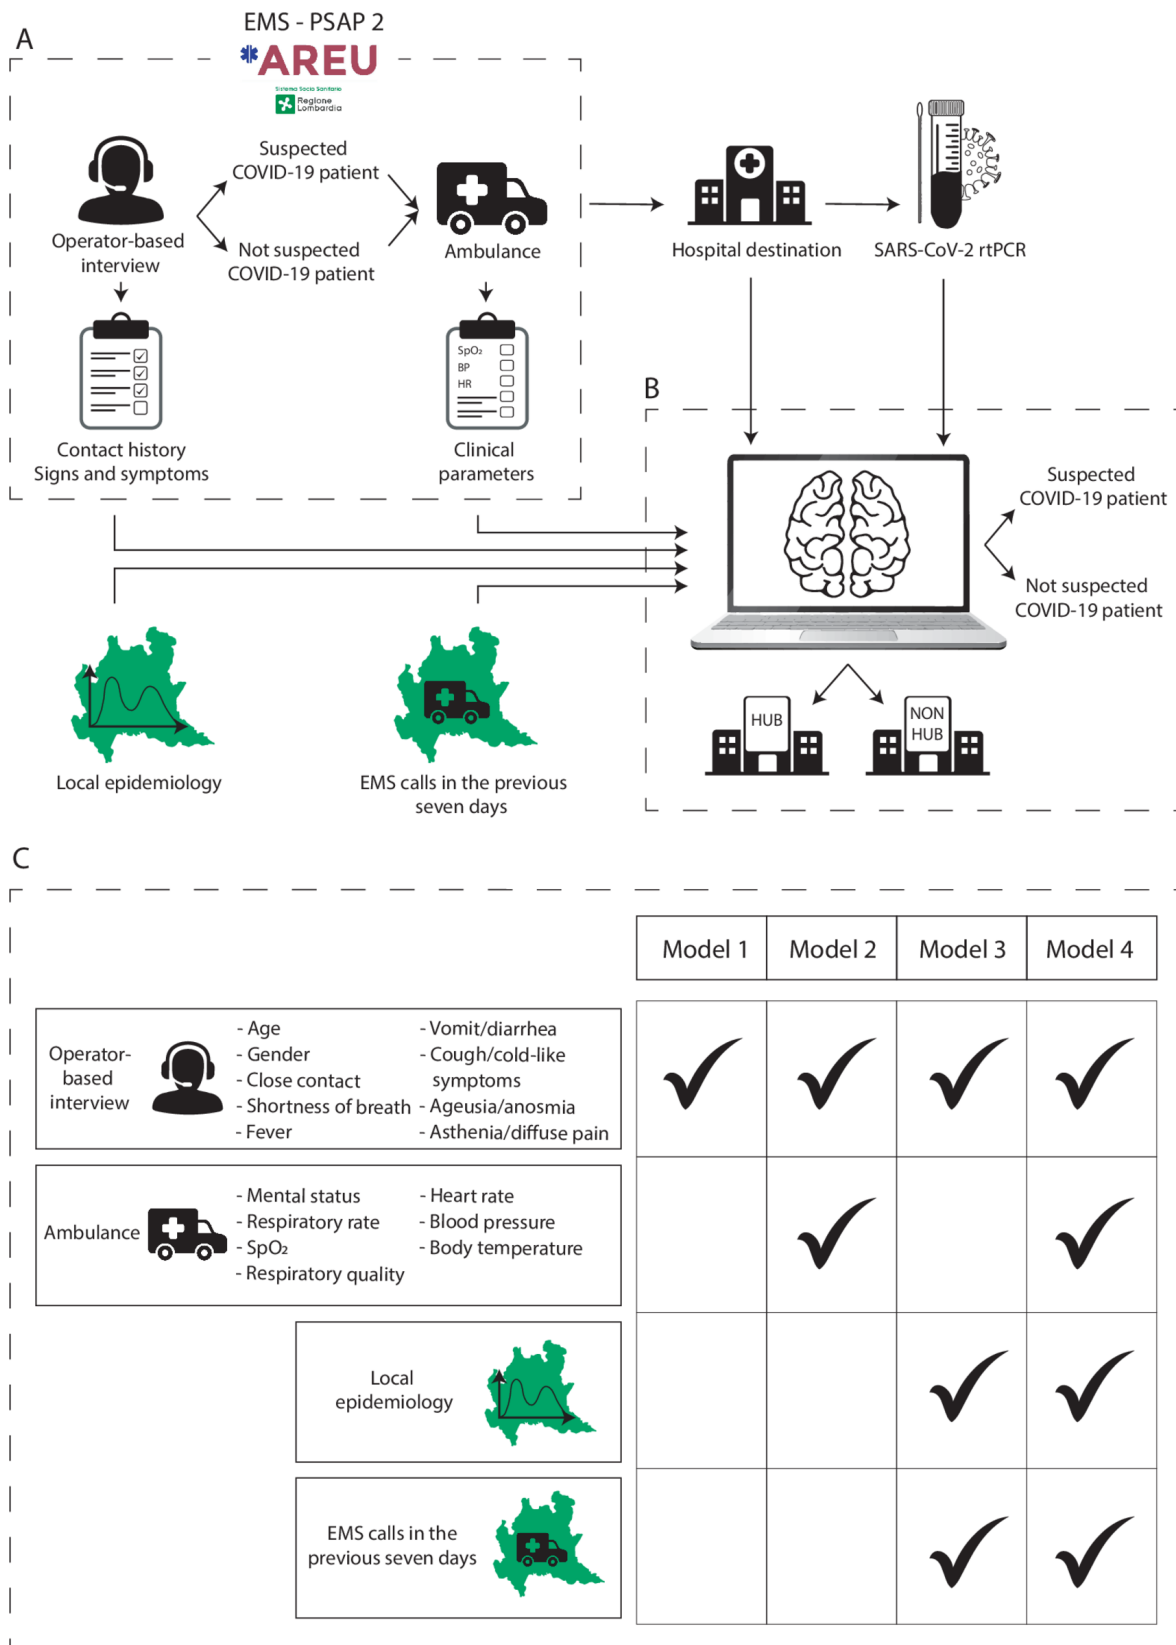 A
EMS - PSAP 2
*AREU
Sistema Socio Sanitario
Regione
Lombardia
Suspected
COVID-19 patient
Not suspected
COVID-19 patient
Operator-based
interview
Ambulance
Hospital destination
SARS-CoV-2 rtPCR
SpO₂
BP
HR
Contact history
Signs and symptoms
Clinical
parameters
B
Suspected
COVID-19 patient
Not suspected
COVID-19 patient
HUB
NON
HUB
Local epidemiology
EMS calls in the previous
seven days
C
Model 1
Model 2
Model 3
Model 4
Operator-
based
interview
- Age
- Gender
- Close contact
- Shortness of breath
- Fever
- Vomit/diarrhea
- Cough/cold-like
symptoms
- Ageusia/anosmia
- Asthenia/diffuse pain
Ambulance
- Mental status
- Respiratory rate
- SpO₂
- Respiratory quality
- Heart rate
- Blood pressure
- Body temperature
Local
epidemiology
EMS calls in the
previous seven days